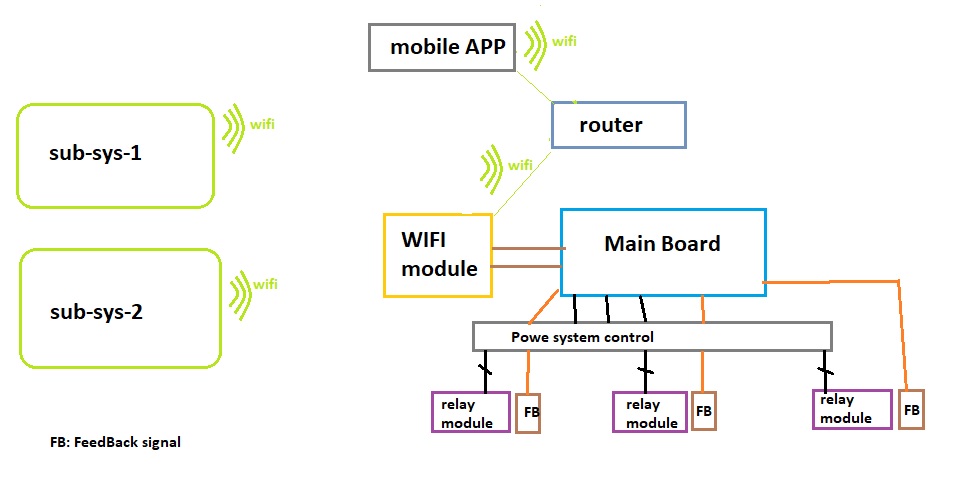 mobile APP
wifi
router
wifi
sub-sys-1
wifi
WIFI
module
Main Board
sub-sys-2
wifi
Powe system control
relay
module
FB
relay
module
FB
relay
module
FB
FB: FeedBack signal